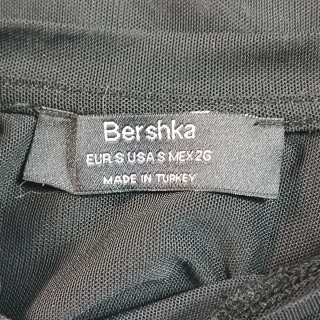 Bershka
EUR S USA S MEX 26
MADE IN TURKEY